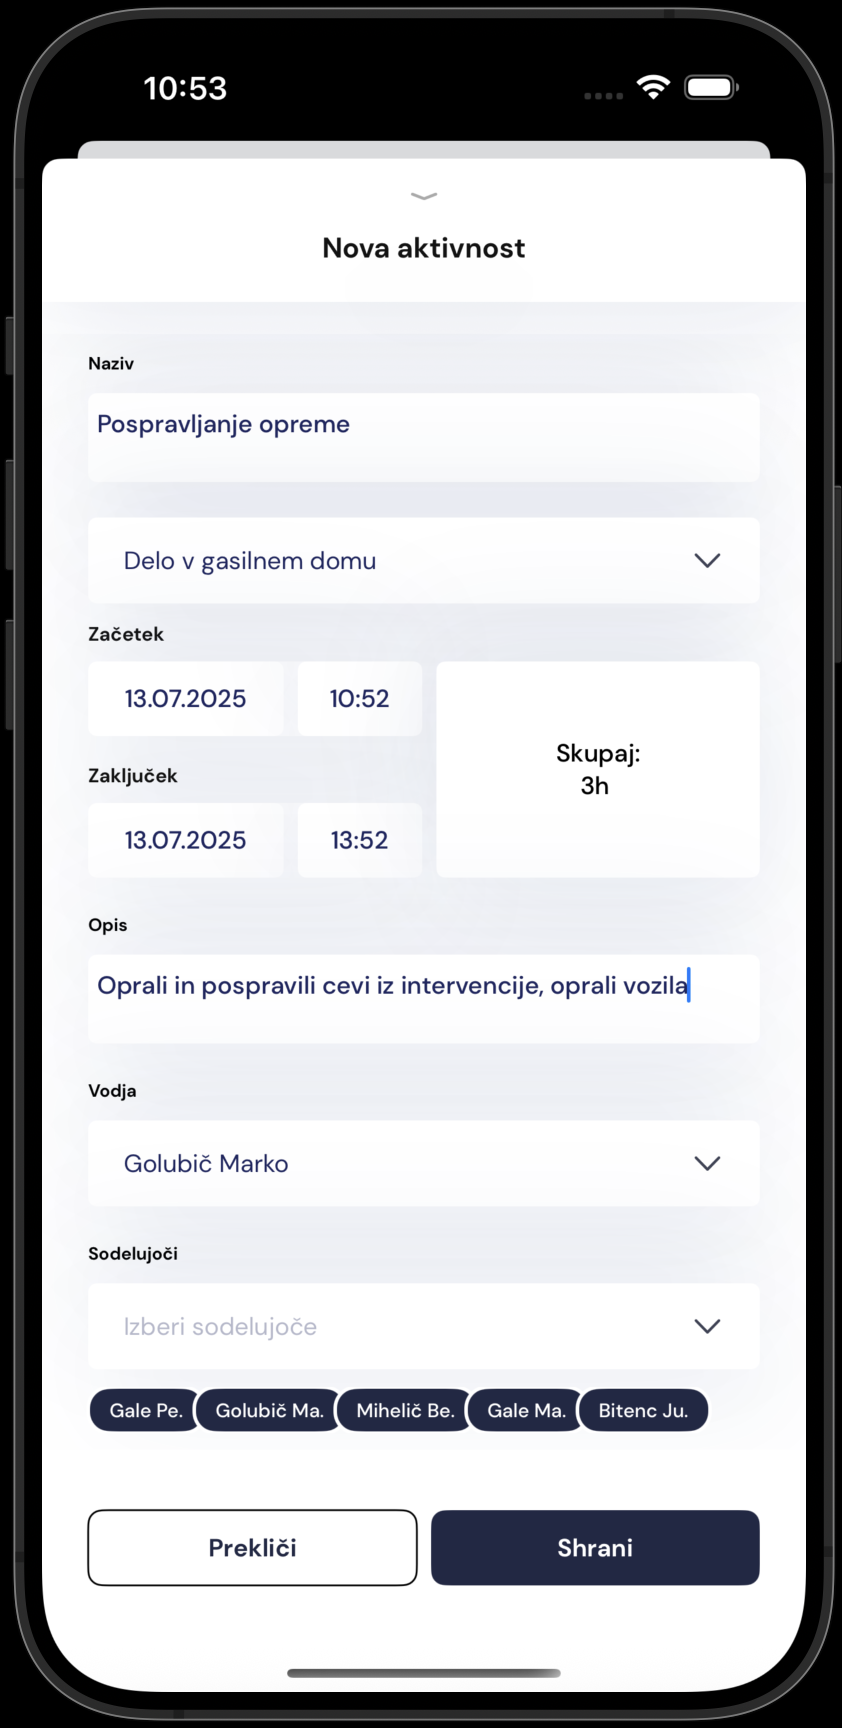 10:53
Nova aktivnost
Naziv
Pospravljanje opreme
Delo v gasilnem domu
Začetek
13.07.2025 10:52
Skupaj:
3h
Zaključek
13.07.2025 13:52
Opis
Oprali in pospravili cevi iz intervencije, oprali vozila
Vodja
Golubič Marko
Sodelujoči
Izberi sodelujoče
Gale Pe. Golubič Ma. Mihelič Be. Gale Ma. Bitenc Ju.
Prekliči Shrani